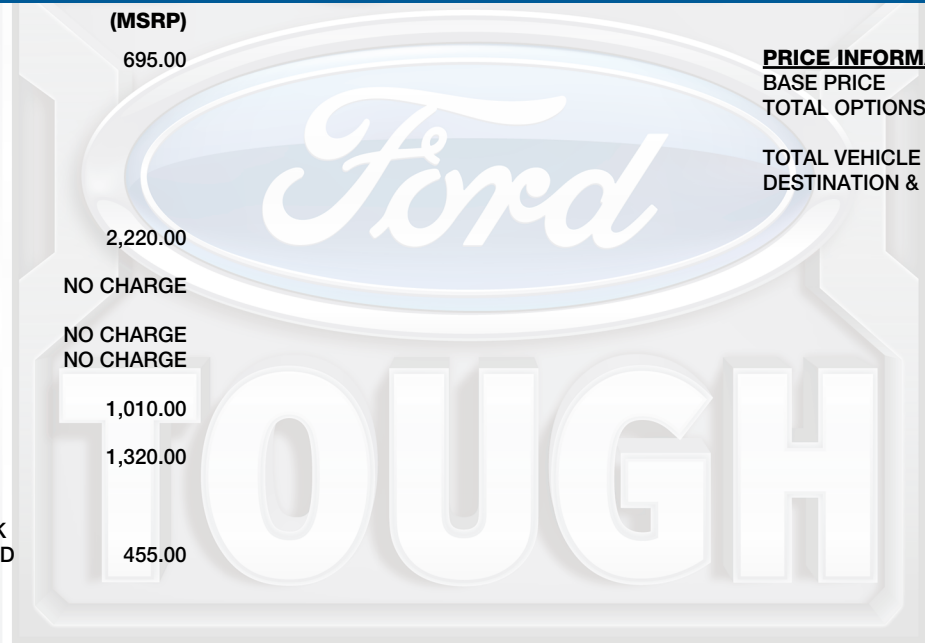 (MSRP)
695.00
2,220.00
NO CHARGE
NO CHARGE
NO CHARGE
1,010.00
1,320.00
K
D 455.00
PRICE INFORMA
BASE PRICE
TOTAL OPTIONS
TOTAL VEHICLE
DESTINATION &
Ford
TOUGH